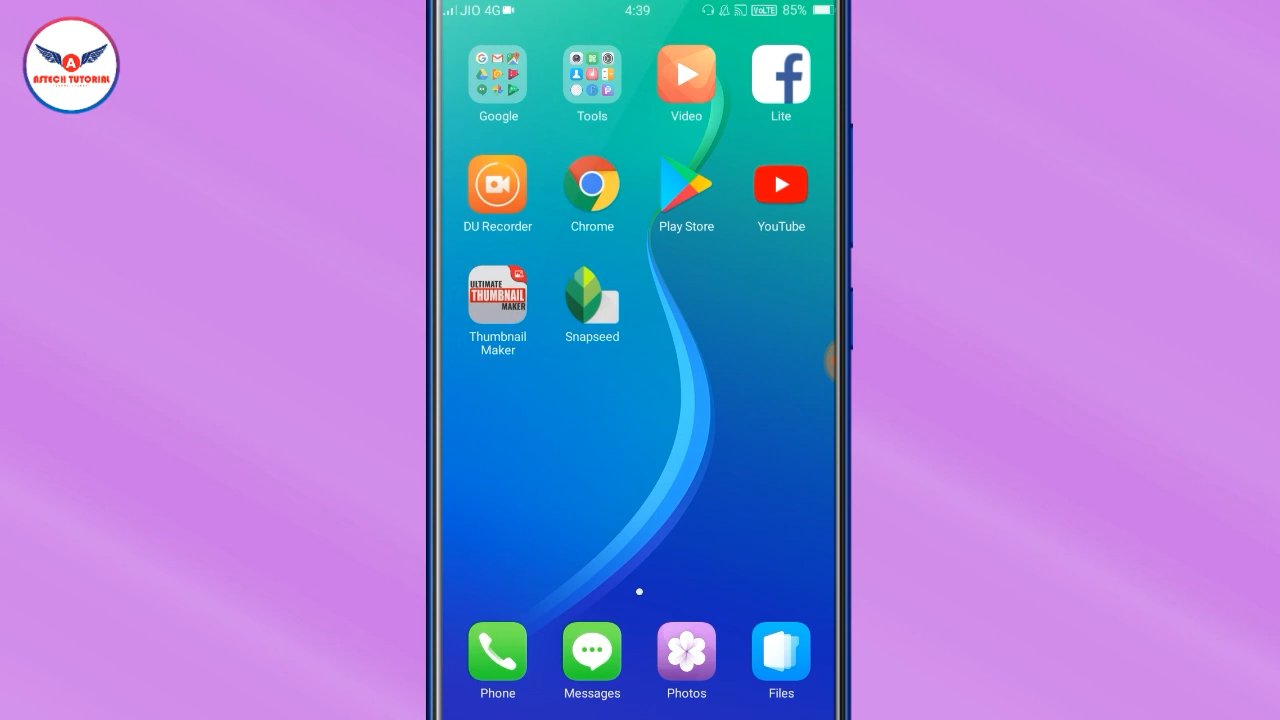 ASTECH TUTORIAL
JIO 4G
4:39
VoLTE
85%
Google
Tools
Video
Lite
DU Recorder
Chrome
Play Store
YouTube
ULTIMATE
THUMBNAIL
MAKER
Thumbnail
Maker
Snapseed
Phone
Messages
Photos
Files